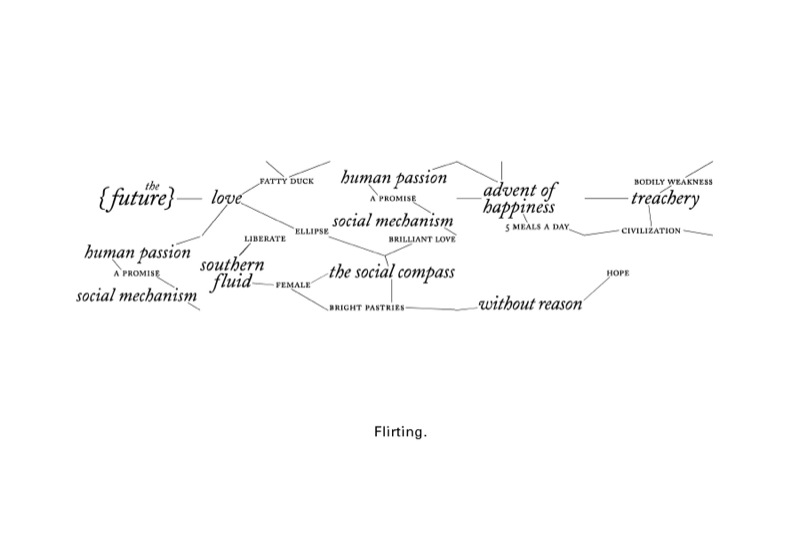 the
{future}
love
FATTY DUCK
human passion
A PROMISE
social mechanism
BRILLIANT LOVE
advent of
happiness
5 MEALS A DAY
BODILY WEAKNESS
treachery
CIVILIZATION
human passion
A PROMISE
social mechanism
LIBERATE
ELLIPSE
southern
fluid
FEMALE
the social compass
BRIGHT PASTRIES
without reason
HOPE
Flirting.